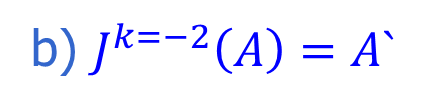 b) J^{k=-2}(A) = A`